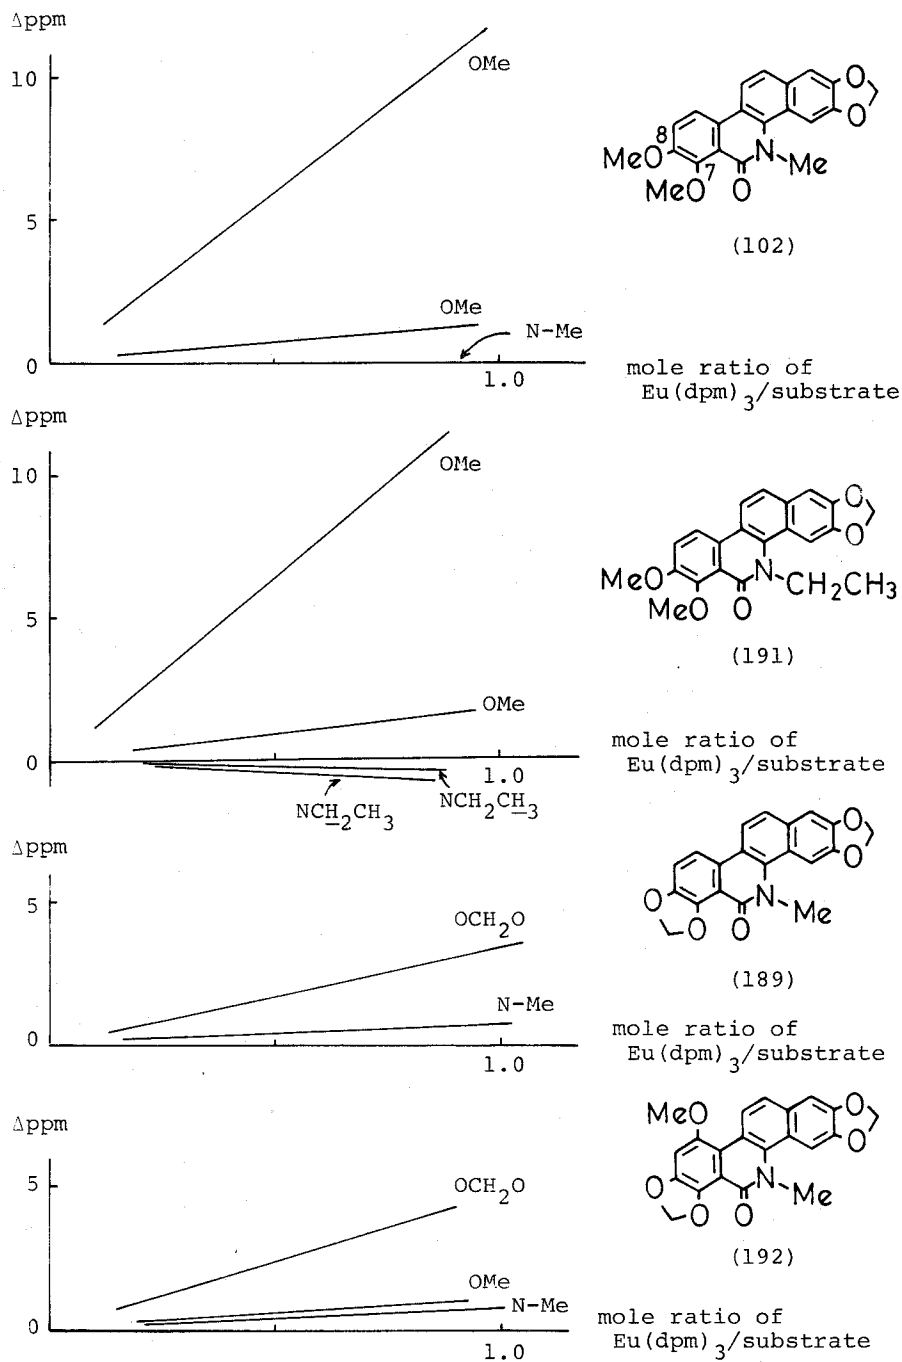 Δppm
10
5
0
OMe
OMe
N-Me
1.0
mole ratio of
Eu(dpm)3/substrate
8
MeO
7
MeO
O
N
Me
O
O
(102)
Δppm
10
5
0
OMe
OMe
NCH2CH3
NCH2CH3
1.0
mole ratio of
Eu(dpm)3/substrate
MeO
MeO
O
N
CH2CH3
O
O
(191)
Δppm
5
0
OCH2O
N-Me
1.0
mole ratio of
Eu(dpm)3/substrate
O
O
O
N
Me
O
O
(189)
Δppm
5
0
OCH2O
OMe
N-Me
1.0
mole ratio of
Eu(dpm)3/substrate
MeO
O
O
O
N
Me
O
O
(192)